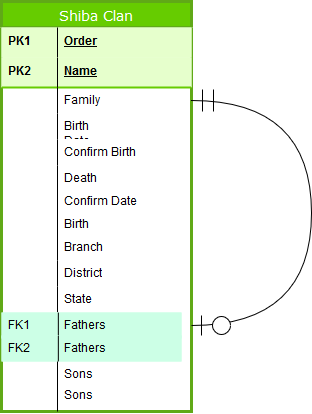 Shiba Clan
PK1 Order
PK2 Name
Family
Birth
Date
Confirm Birth
Death
Confirm Date
Birth
Branch
District
State
FK1 Fathers
FK2 Fathers
Sons
Sons